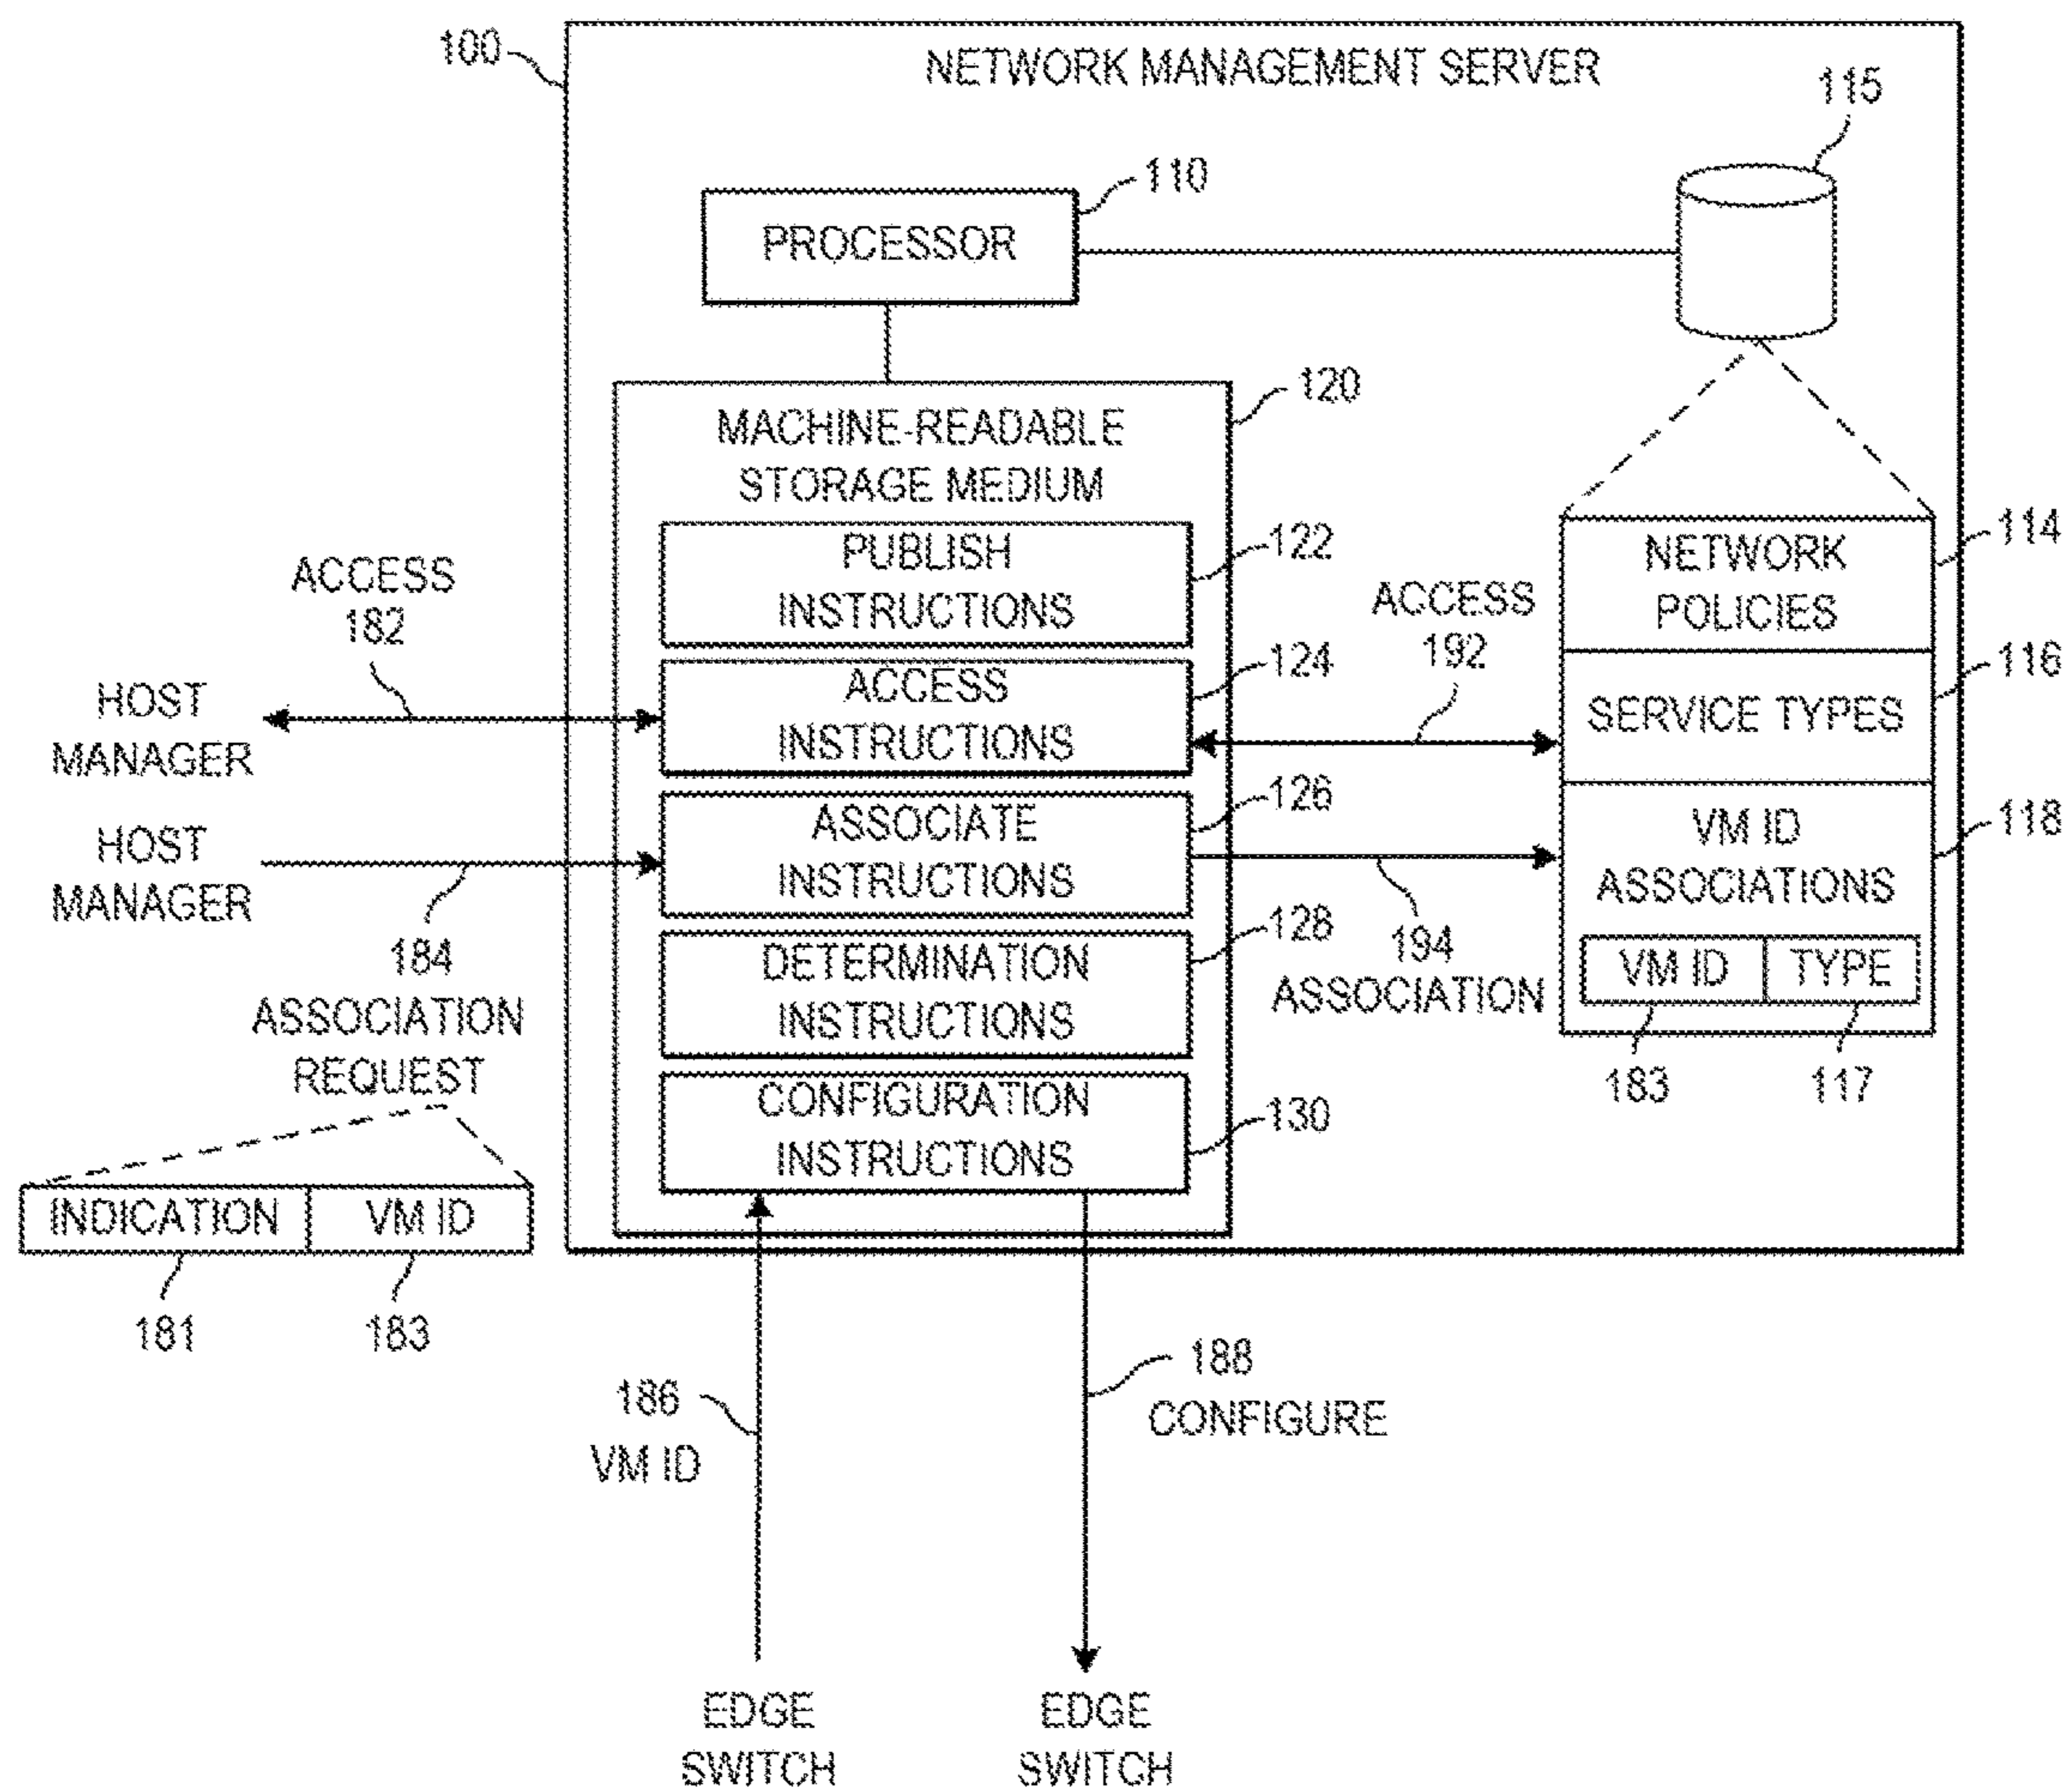 100
NETWORK MANAGEMENT SERVER
115
110
PROCESSOR
120
MACHINE-READABLE
STORAGE MEDIUM
PUBLISH
INSTRUCTIONS
122
ACCESS
INSTRUCTIONS
124
ASSOCIATE
INSTRUCTIONS
126
DETERMINATION
INSTRUCTIONS
128
CONFIGURATION
INSTRUCTIONS
130
ACCESS
182
HOST
MANAGER
HOST
MANAGER
184
ASSOCIATION
REQUEST
INDICATION
VM ID
181
183
ACCESS
192
194
ASSOCIATION
NETWORK
POLICIES
114
SERVICE TYPES
116
VM ID
ASSOCIATIONS
118
VM ID
TYPE
183
117
186
VM ID
188
CONFIGURE
EDGE
SWITCH
EDGE
SWITCH